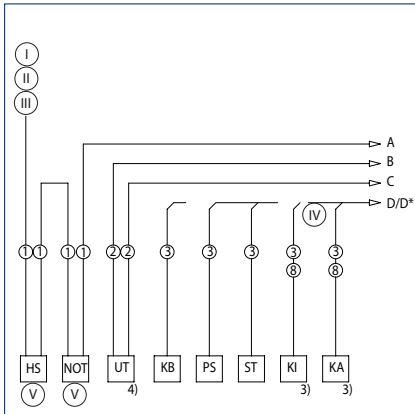 I
II
III
A
B
C
D/D*
IV
1 1 1 1 2 2 3 3 3 3 3
8 8
HS NOT UT KB PS ST KI KA
V V 4) 3) 3)